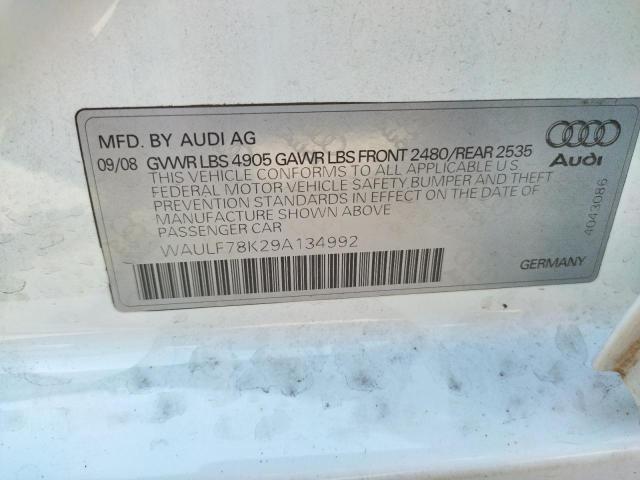 MFD. BY AUDI AG
09/08 GVWR LBS 4905 GAWR LBS FRONT 2480/REAR 2535
THIS VEHICLE CONFORMS TO ALL APPLICABLE U.S.
FEDERAL MOTOR VEHICLE SAFETY BUMPER AND THEFT
PREVENTION STANDARDS IN EFFECT ON THE DATE OF
MANUFACTURE SHOWN ABOVE
PASSENGER CAR
WAULF78K29A134992
Audi
4043086
GERMANY